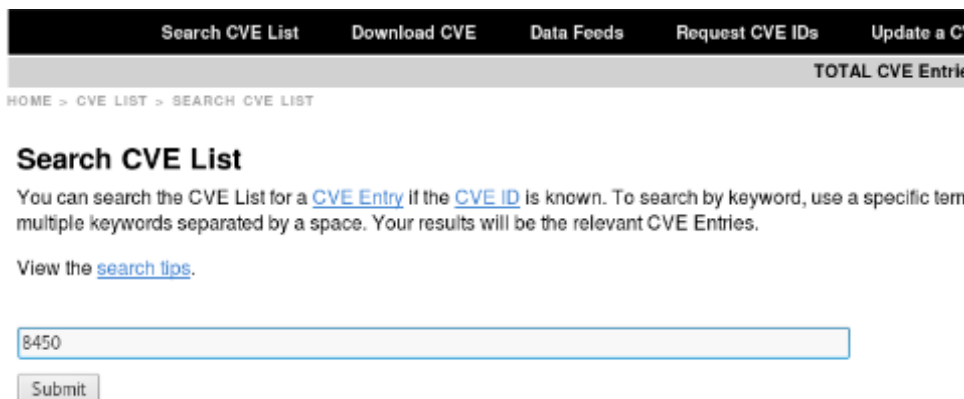 Search CVE List Download CVE Data Feeds Request CVE IDs Update a
TOTAL CVE
HOME > CVE LIST > SEARCH CVE LIST
Search CVE List
You can search the CVE List for a CVE Entry if the CVE ID is known. To search by keyword, use a specific
multiple keywords separated by a space. Your results will be the relevant CVE Entries.
View the search tips.
8450
Submit